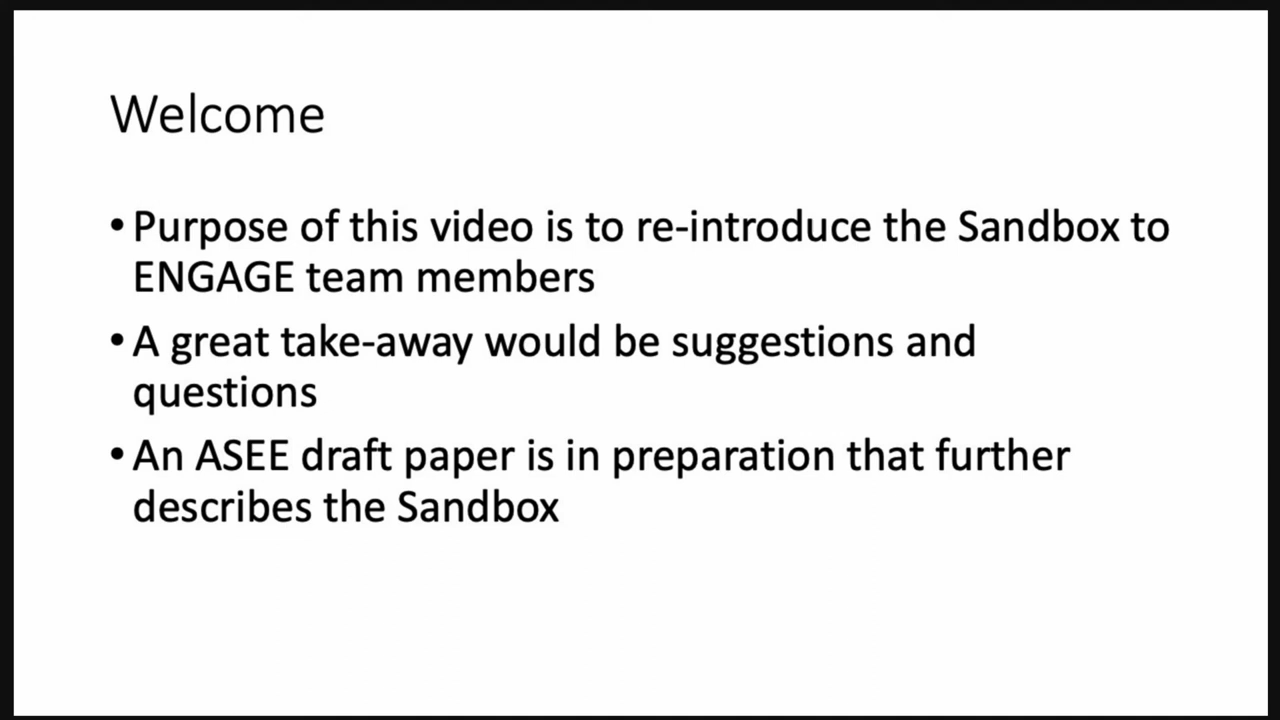 Welcome
• Purpose of this video is to re-introduce the Sandbox to
ENGAGE team members
• A great take-away would be suggestions and
questions
• An ASEE draft paper is in preparation that further
describes the Sandbox